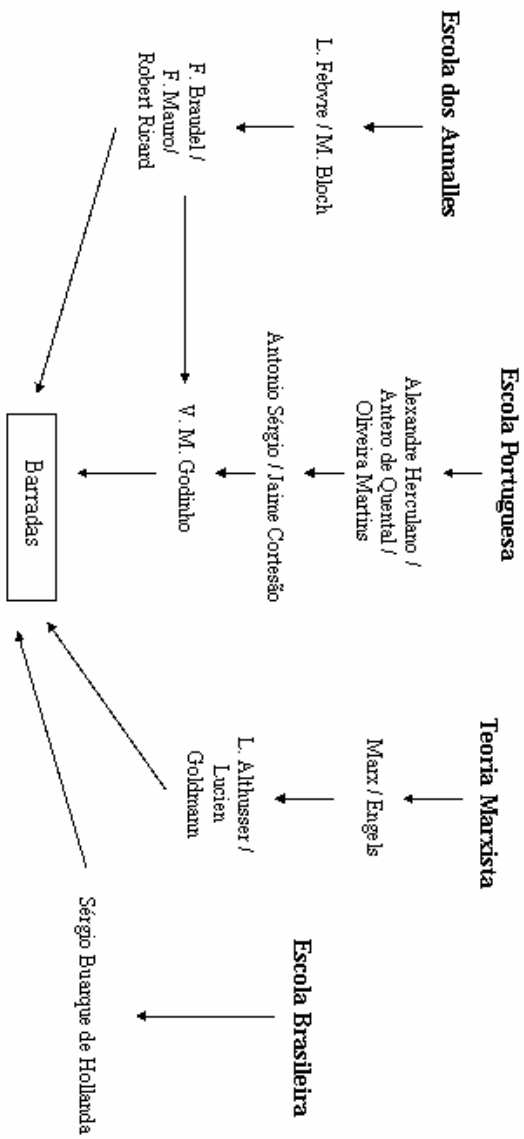 Escola dos Annalles
L. Febvre / M. Bloch
F. Braudel /
F. Mauro/
Robert Ricard
Escola Portuguesa
Alexandre Herculano /
Antero de Quental /
Oliveira Martins
Antonio Sérgio / Jaime Cortesão
V. M. Godinho
Teoria Marxista
Marx / Engels
L. Althusser /
Lucien
Goldmann
Escola Brasileira
Sérgio Buarque de Hollanda
Barradas